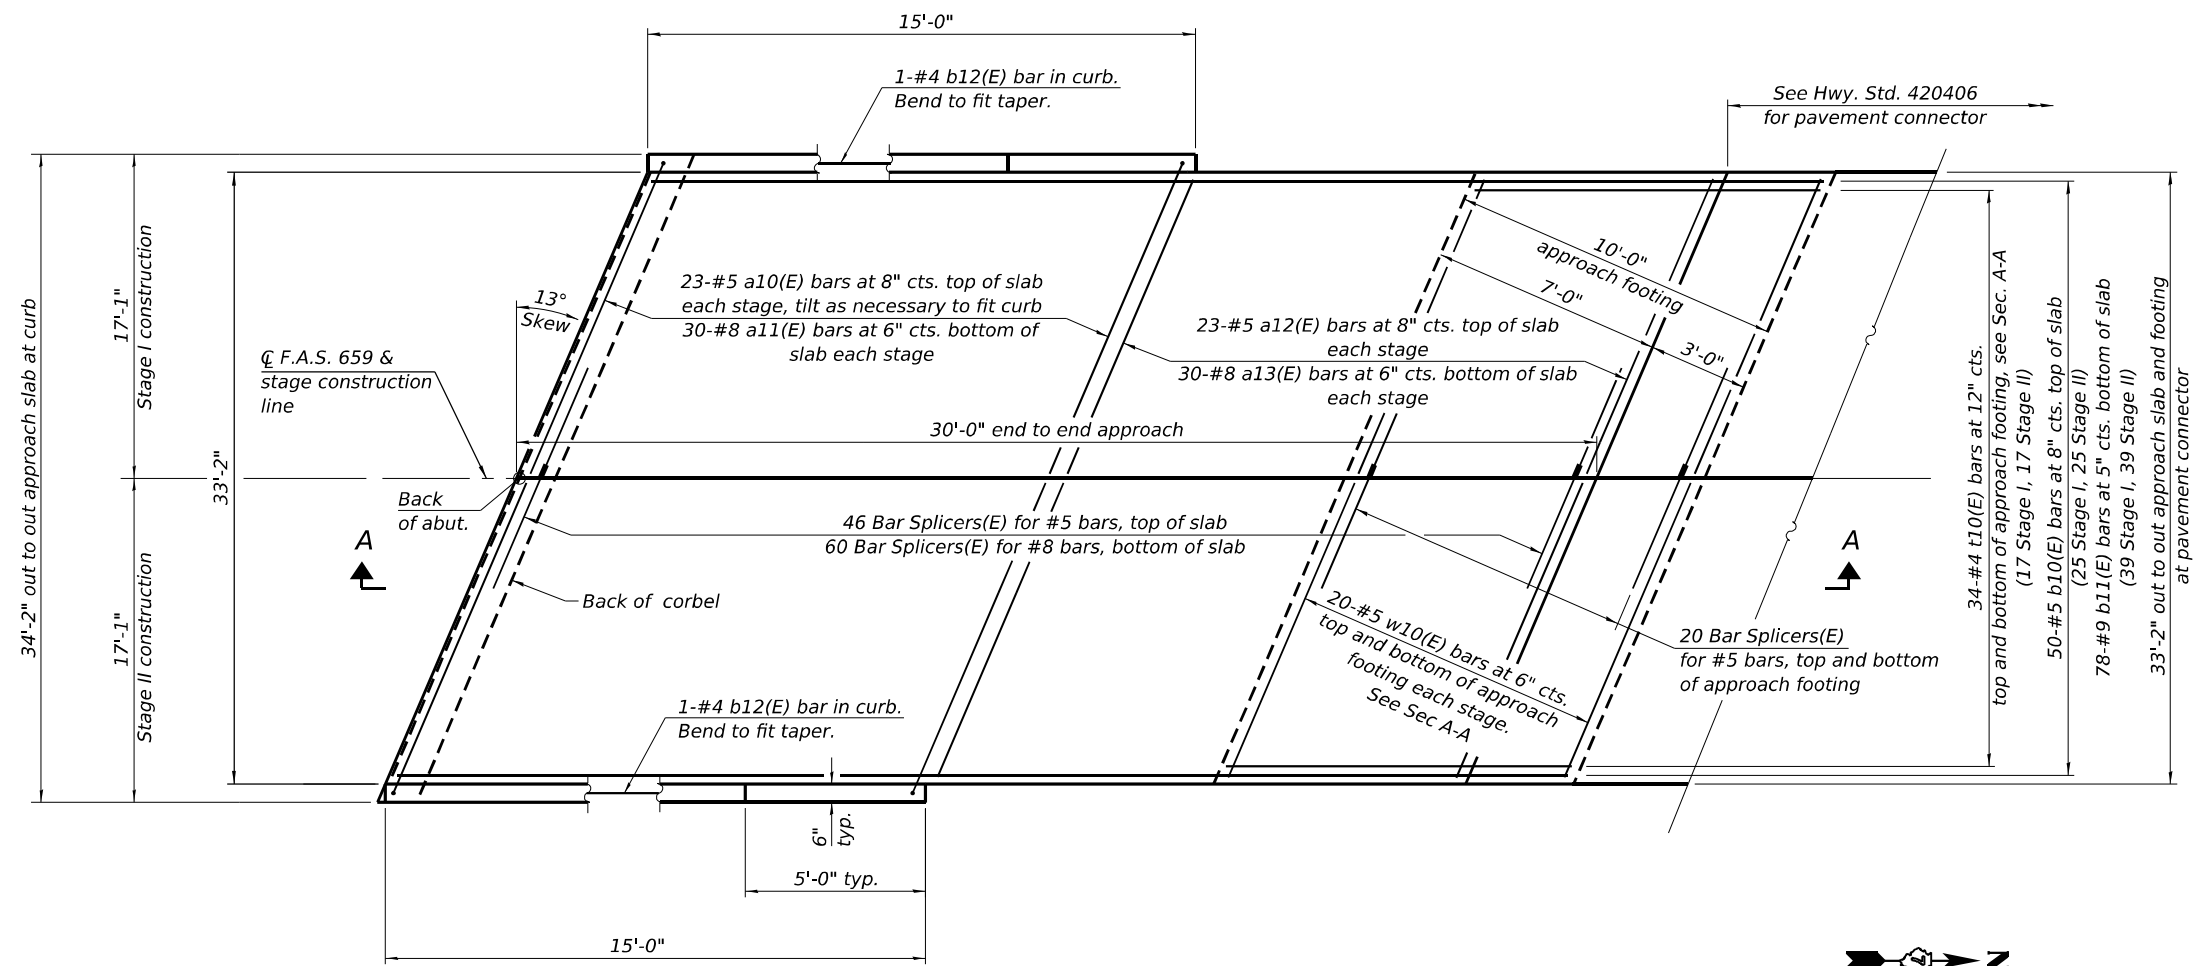 15'-0"
1-#4 b12(E) bar in curb.
Bend to fit taper.
See Hwy. Std. 420406
for pavement connector
34'-2" out to out approach slab at curb
17'-1"
Stage I construction
17'-1"
Stage II construction
33'-2"
℄ F.A.S. 659 &
stage construction
line
13°
Skew
Back
of abut.
A
23-#5 a10(E) bars at 8" cts. top of slab
each stage, tilt as necessary to fit curb
30-#8 a11(E) bars at 6" cts. bottom of
slab each stage
23-#5 a12(E) bars at 8" cts. top of slab
each stage
30-#8 a13(E) bars at 6" cts. bottom of slab
each stage
10'-0"
approach footing
7'-0"
3'-0"
30'-0" end to end approach
46 Bar Splicers(E) for #5 bars, top of slab
60 Bar Splicers(E) for #8 bars, bottom of slab
Back of corbel
20-#5 w10(E) bars at 6" cts.
top and bottom of approach
footing each stage.
See Sec A-A
20 Bar Splicers(E)
for #5 bars, top and bottom
of approach footing
A
34-#4 t10(E) bars at 12" cts.
top and bottom of approach footing, see Sec. A-A
(17 Stage I, 17 Stage II)
50-#5 b10(E) bars at 8" cts. top of slab
(25 Stage I, 25 Stage II)
78-#9 b11(E) bars at 5" cts. bottom of slab
(39 Stage I, 39 Stage II)
33'-2" out to out approach slab and footing
at pavement connector
1-#4 b12(E) bar in curb.
Bend to fit taper.
6"
typ.
5'-0" typ.
15'-0"
N